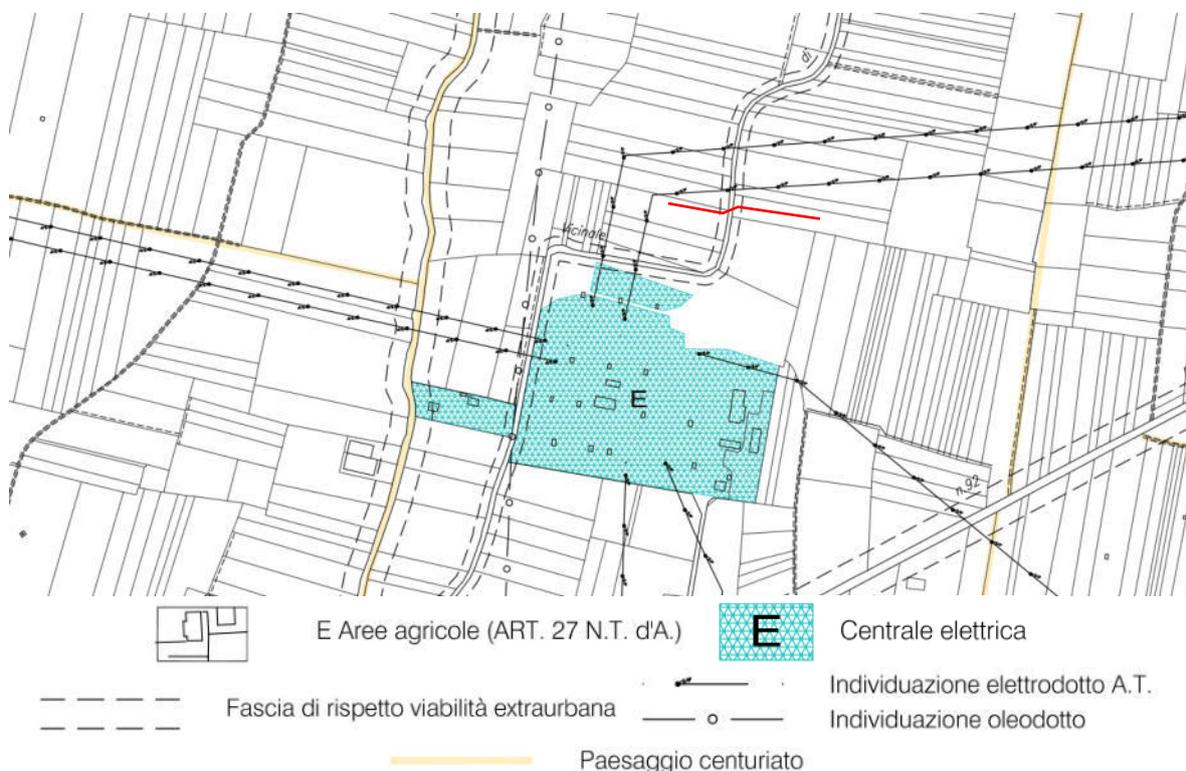 di
Vicinale
E
n.92
E Aree agricole (ART. 27 N.T. d'A.)
E
Centrale elettrica
Fascia di rispetto viabilità extraurbana
Individuazione elettrodotto A.T.
Individuazione oleodotto
Paesaggio centuriato